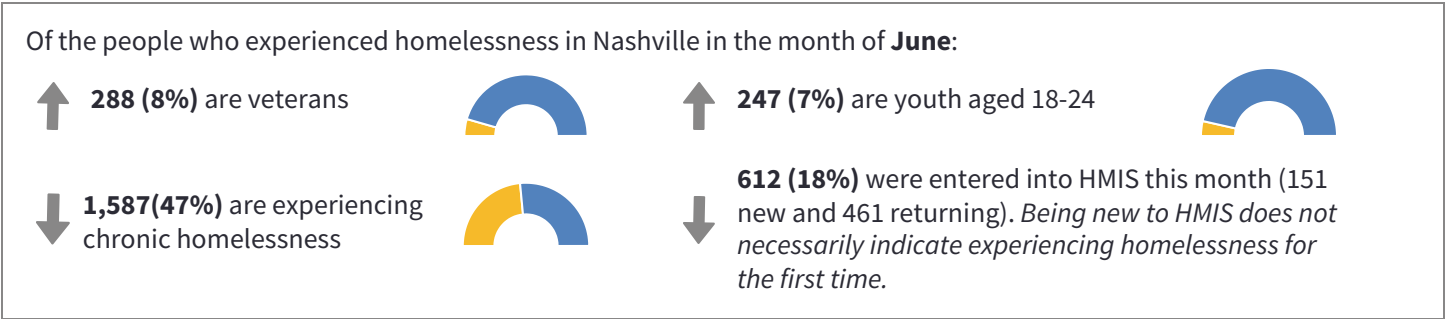 Of the people who experienced homelessness in Nashville in the month of June:
288 (8%) are veterans
247 (7%) are youth aged 18-24
1,587(47%) are experiencing
chronic homelessness
612 (18%) were entered into HMIS this month (151
new and 461 returning). Being new to HMIS does not
necessarily indicate experiencing homelessness for
the first time.